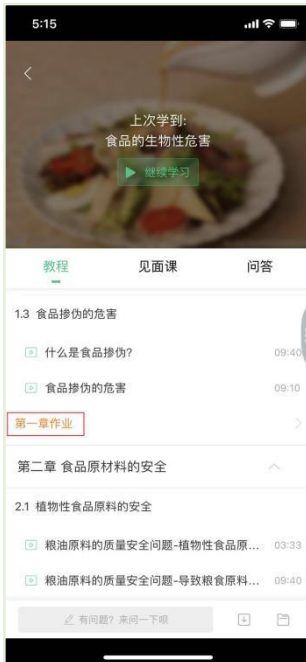 5:15
上次学到:
食品的生物性危害
继续学习
教程
见面课
问答
1.3 食品掺伪的危害
什么是食品掺伪?
09:40
食品掺伪的危害
09:10
第一章作业
第二章 食品原材料的安全
2.1 植物性食品原料的安全
粮油原料的质量安全问题-植物性食品原...
03:33
粮油原料的质量安全问题-导致粮食原料...
09:40
有问题? 来问一下呗